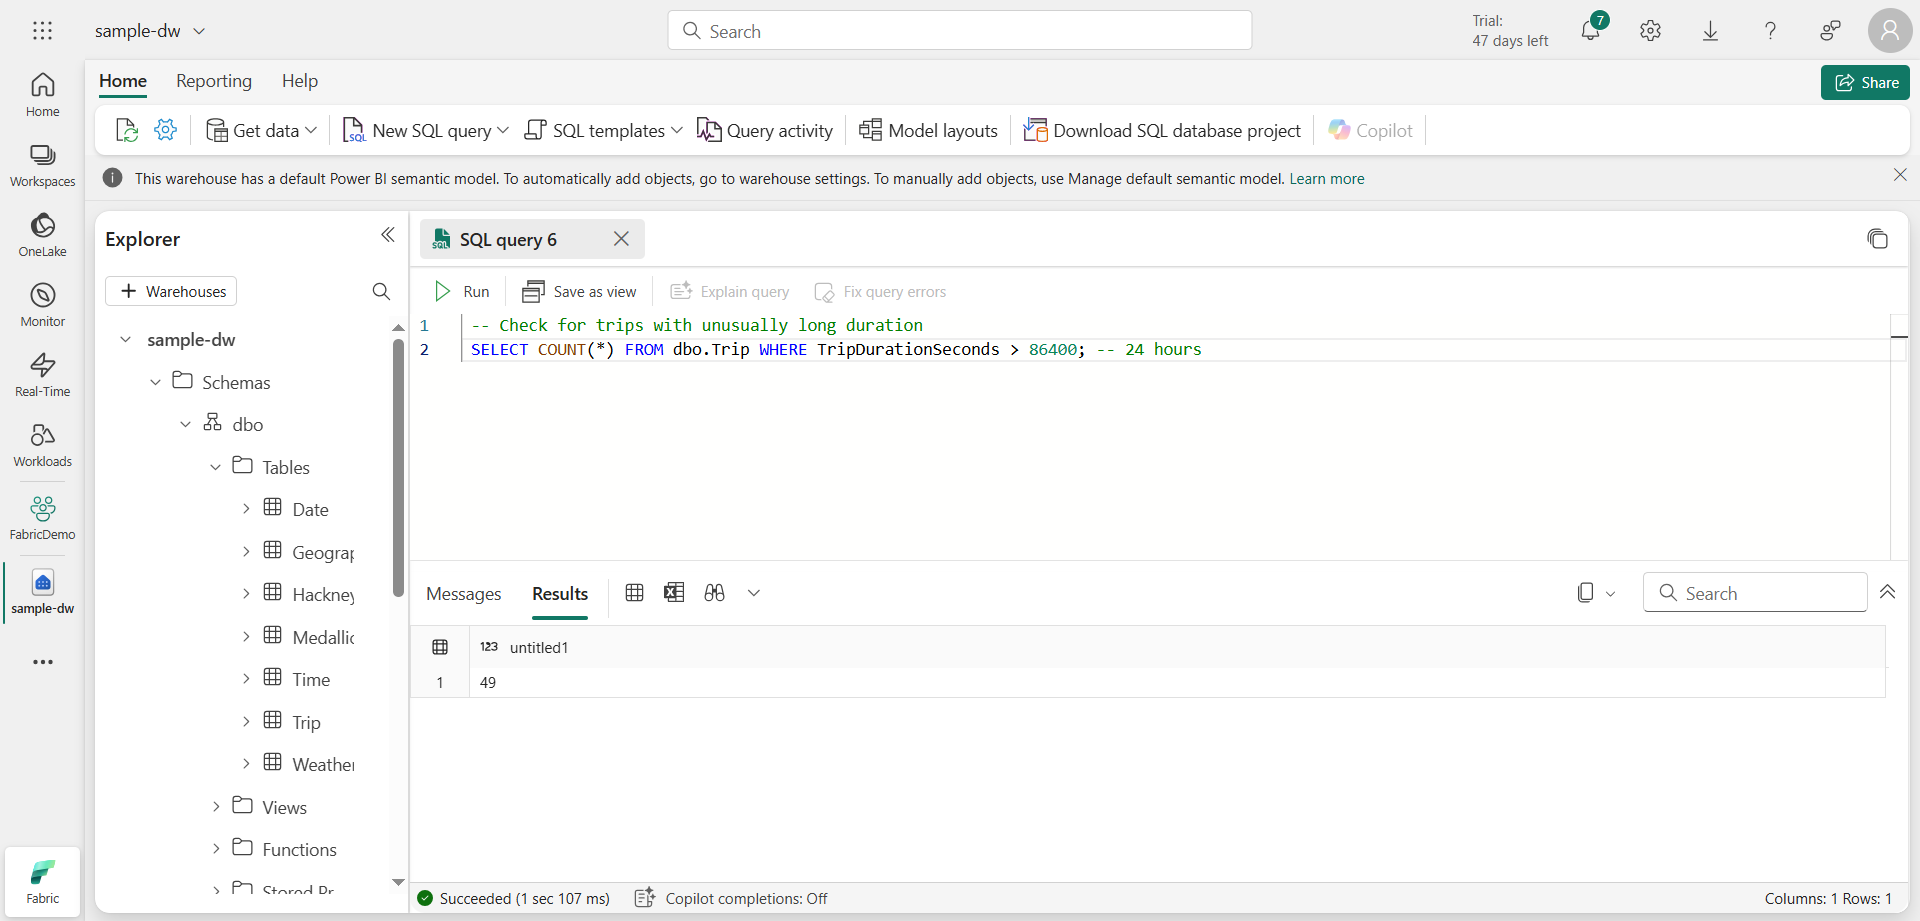 sample-dw
Search
Trial:
47 days left
7
Home
Reporting
Help
Share
Get data
New SQL query
SQL templates
Query activity
Model layouts
Download SQL database project
Copilot
This warehouse has a default Power BI semantic model. To automatically add objects, go to warehouse settings. To manually add objects, use Manage default semantic model. Learn more
Home
Workspaces
OneLake
Monitor
Real-Time
Workloads
FabricDemo
sample-dw
Fabric
Explorer
Warehouses
sample-dw
Schemas
dbo
Tables
Date
Geograp
Hackney
Medallic
Time
Trip
Weather
Views
Functions
Stored Pr
SQL query 6
Run
Save as view
Explain query
Fix query errors
1 -- Check for trips with unusually long duration
2 SELECT COUNT(*) FROM dbo.Trip WHERE TripDurationSeconds > 86400; -- 24 hours
Messages
Results
Search
123 untitled1
1 49
Succeeded (1 sec 107 ms)
Copilot completions: Off
Columns: 1 Rows: 1